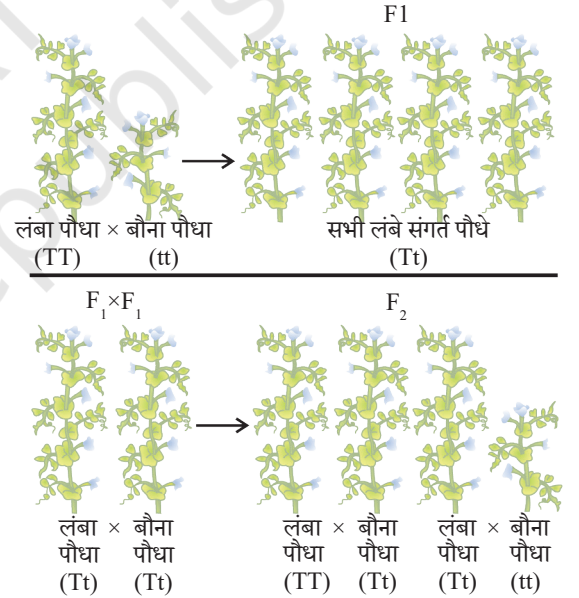 F1
लंबा पौधा × बौना पौधा
(TT) (tt)
सभी लंबे संगर्त पौधे
(Tt)
F₁×F₁
F₂
लंबा × बौना
पौधा पौधा
(Tt) (Tt)
लंबा × बौना लंबा × बौना
पौधा पौधा पौधा पौधा
(TT) (Tt) (Tt) (tt)